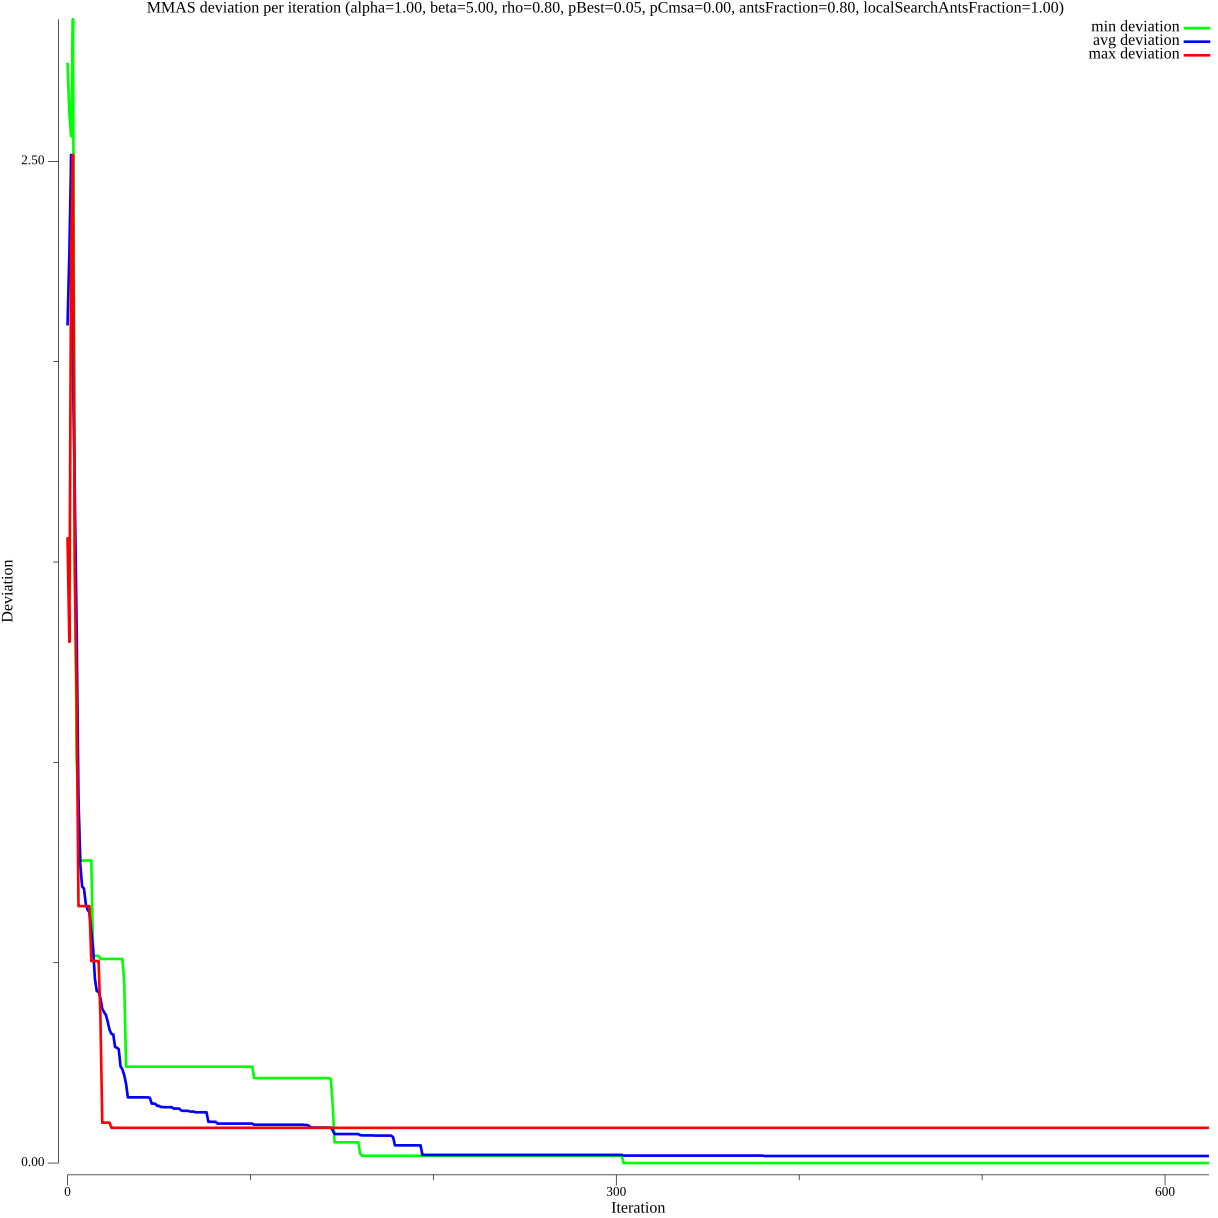 MMAS deviation per iteration (alpha=1.00, beta=5.00, rho=0.80, pBest=0.05, pCmsa=0.00, antsFraction=0.80, localSearchAntsFraction=1.00)
min deviation
avg deviation
max deviation
2.50
Deviation
0.00
0
300
600
Iteration